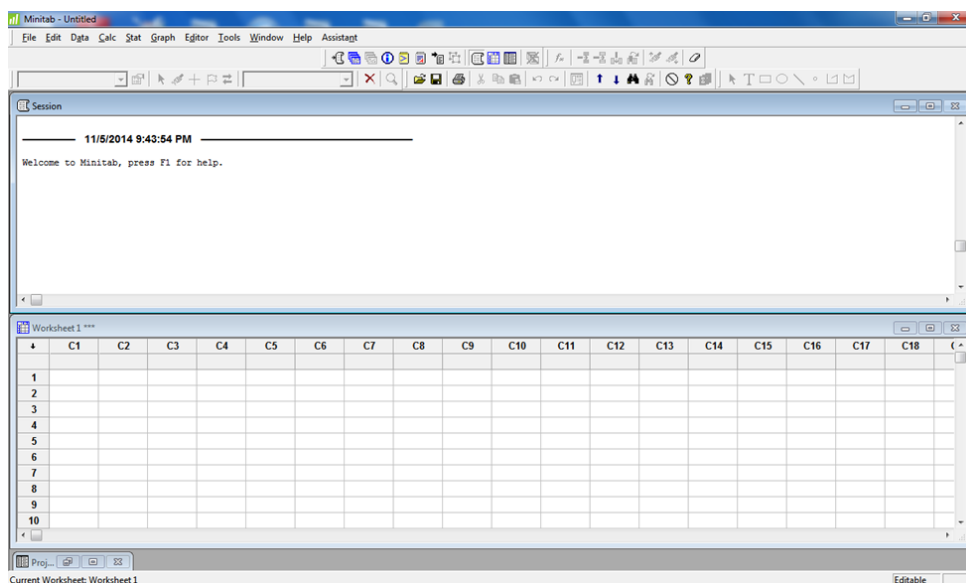 Minitab - Untitled
File Edit Data Calc Stat Graph Editor Tools Window Help Assistant
Session
11/5/2014 9:43:54 PM
Welcome to Minitab, press F1 for help.
Worksheet 1 ***
C1 C2 C3 C4 C5 C6 C7 C8 C9 C10 C11 C12 C13 C14 C15 C16 C17 C18
1
2
3
4
5
6
7
8
9
10
Proj...
Current Worksheet: Worksheet 1 Editable